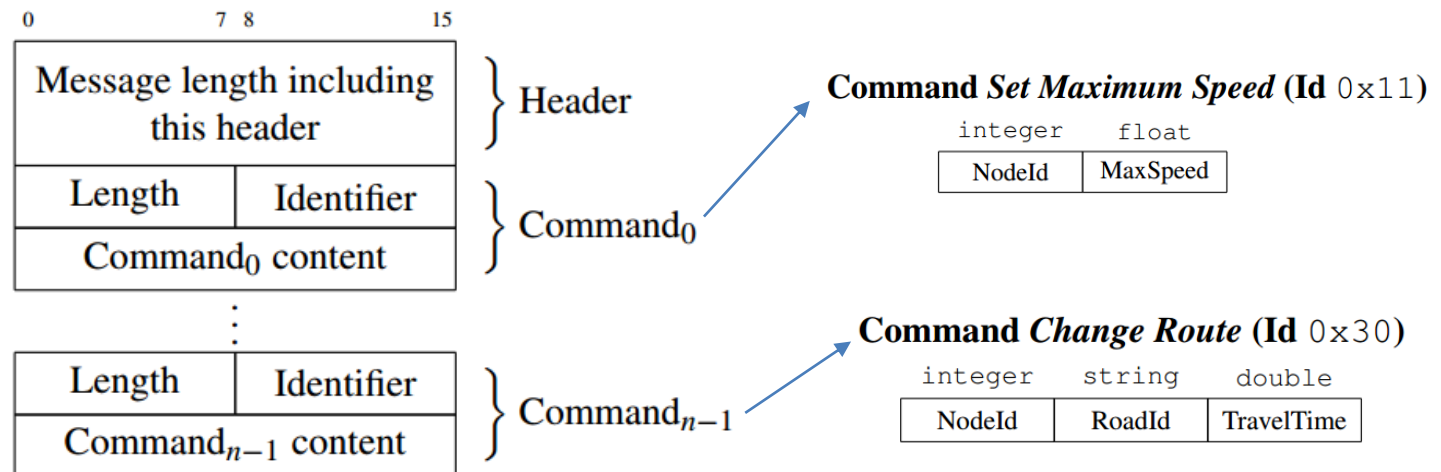 0 7 8 15
Message length including
this header
Header
Length Identifier
Command0 content
Command0
⋮
Length Identifier
Commandn−1 content
Commandn−1
Command Set Maximum Speed (Id 0x11)
integer float
NodeId MaxSpeed
Command Change Route (Id 0x30)
integer string double
NodeId RoadId TravelTime